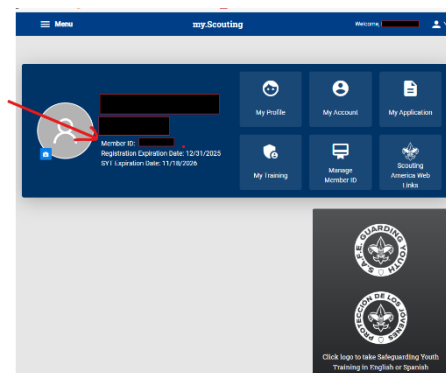 Menu
my.Scouting
Welcome,
My Profile
My Account
My Application
Member ID:
Registration Expiration Date: 12/31/2025
SYT Expiration Date: 11/18/2026
My Training
Manage
Member ID
Scouting
America Web
Links
S.A.F.E. GUARDING YOUTH
PROTECCIÓN DE LOS JÓVENES
Click logo to take Safeguarding Youth
Training in English or Spanish